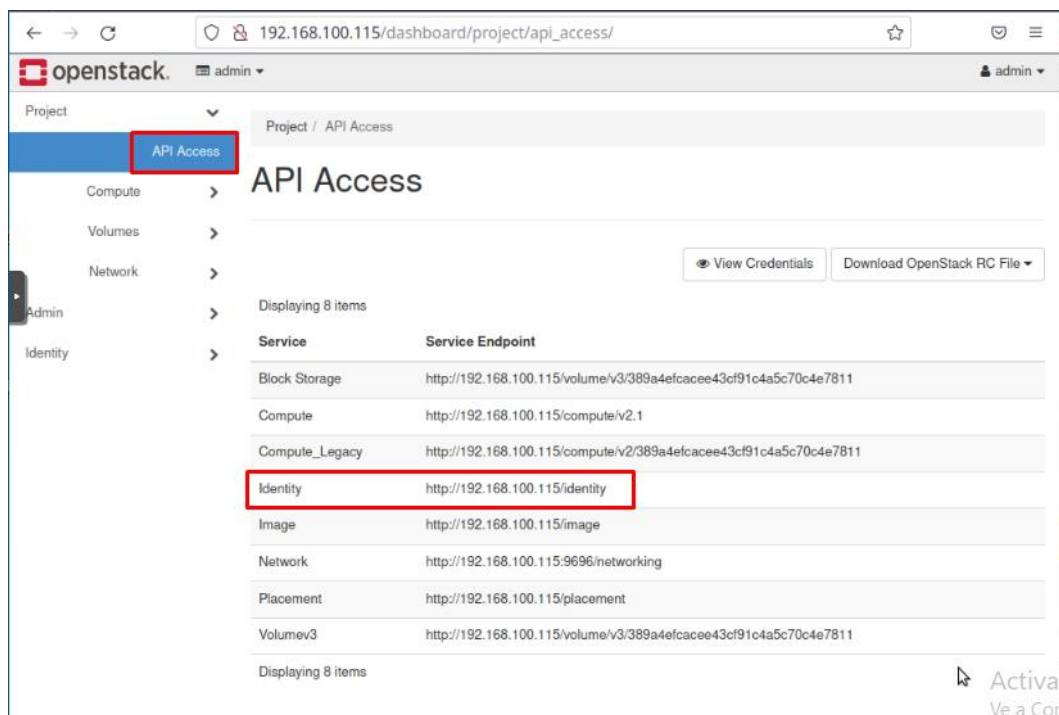 192.168.100.115/dashboard/project/api_access/
openstack. admin admin
Project
Project / API Access
API Access
API Access
Compute
Volumes
Network
Admin
Identity
View Credentials Download OpenStack RC File
Displaying 8 items
Service Service Endpoint
Block Storage http://192.168.100.115/volume/v3/389a4efcacee43cf91c4a5c70c4e7811
Compute http://192.168.100.115/compute/v2.1
Compute_Legacy http://192.168.100.115/compute/v2/389a4efcacee43cf91c4a5c70c4e7811
Identity http://192.168.100.115/identity
Image http://192.168.100.115/image
Network http://192.168.100.115:9696/networking
Placement http://192.168.100.115/placement
Volumev3 http://192.168.100.115/volume/v3/389a4efcacee43cf91c4a5c70c4e7811
Displaying 8 items
Activa
Ve a Con